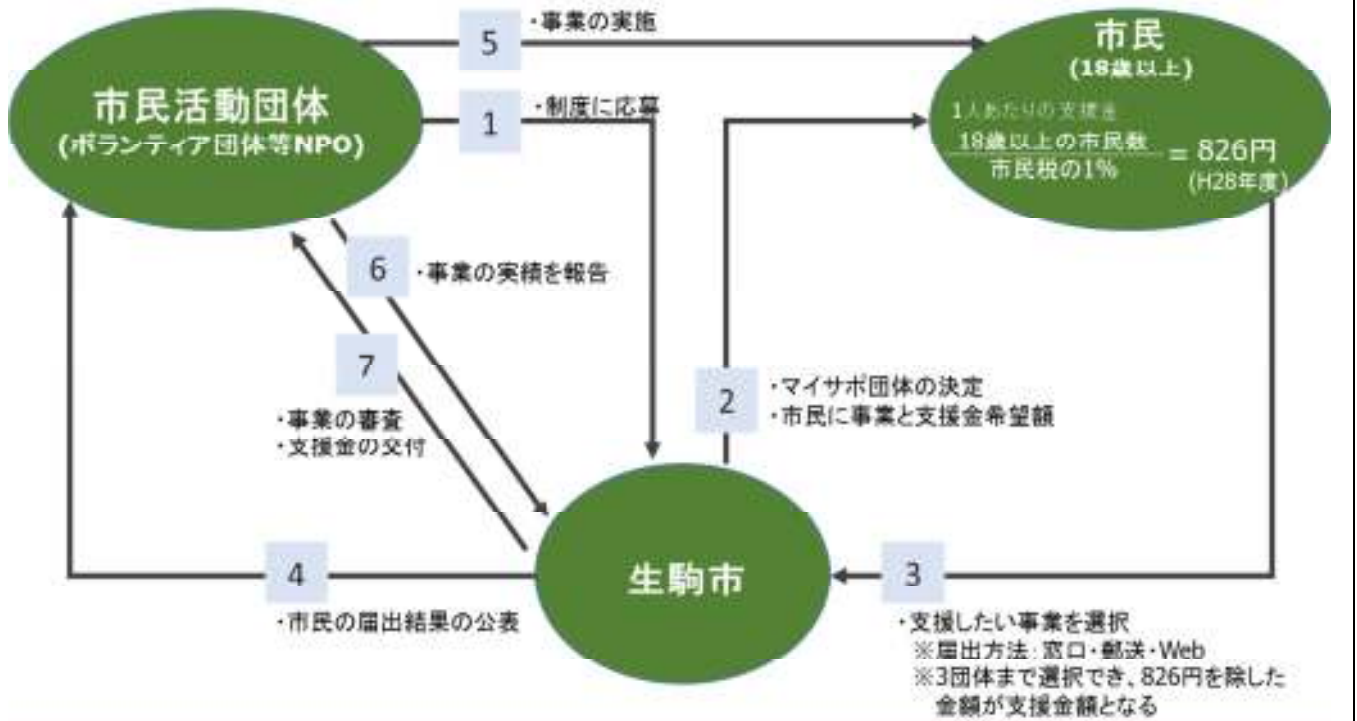 5
・事業の実施
市民
(18歳以上)
市民活動団体
(ボランティア団体等NPO)
1
・制度に応募
1人あたりの支援金
18歳以上の市民数
市民税の1%
= 826円
(H28年度)
6
・事業の実績を報告
7
・事業の審査
・支援金の交付
2
・マイサポ団体の決定
・市民に事業と支援金希望額
生駒市
4
・市民の届出結果の公表
3
・支援したい事業を選択
※届出方法：窓口・郵送・Web
※3団体まで選択でき、826円を除した
金額が支援金額となる